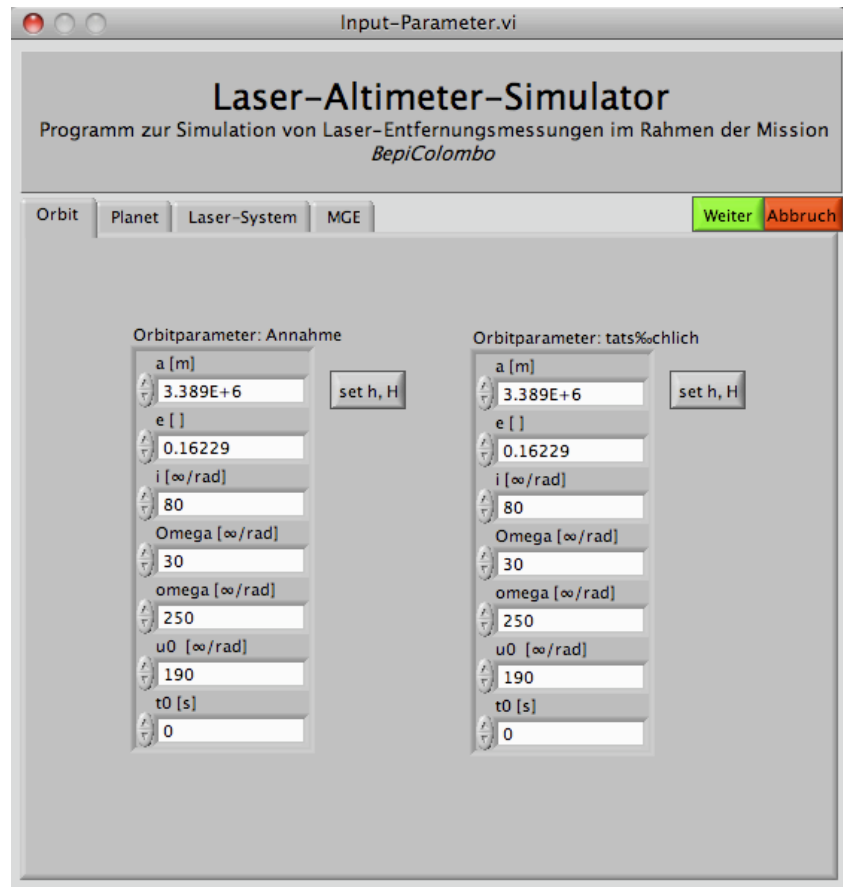 Input-Parameter.vi
Laser-Altimeter-Simulator
Programm zur Simulation von Laser-Entfernungsmessungen im Rahmen der Mission
BepiColombo
Orbit Planet Laser-System MGE Weiter Abbruch
Orbitparameter: Annahme
a [m]
3.389E+6 set h, H
e [ ]
0.16229
i [∞/rad]
80
Omega [∞/rad]
30
omega [∞/rad]
250
u0 [∞/rad]
190
t0 [s]
0
Orbitparameter: tats‰chlich
a [m]
3.389E+6 set h, H
e [ ]
0.16229
i [∞/rad]
80
Omega [∞/rad]
30
omega [∞/rad]
250
u0 [∞/rad]
190
t0 [s]
0